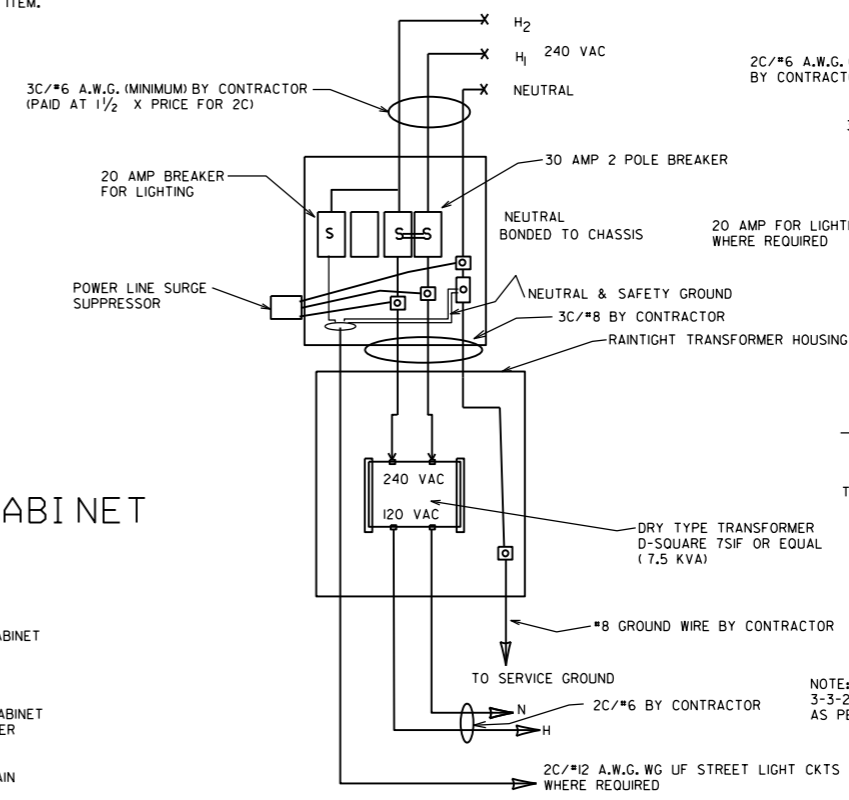 ITEM.
H2
H1 240 VAC
NEUTRAL
3C/#6 A.W.G. (MINIMUM) BY CONTRACTOR
(PAID AT 1 1/2 X PRICE FOR 2C)
2C/#6 A.W.G.
BY CONTRACTO
20 AMP BREAKER
FOR LIGHTING
30 AMP 2 POLE BREAKER
S
S S
NEUTRAL
BONDED TO CHASSIS
20 AMP FOR LIGHTI
WHERE REQUIRED
POWER LINE SURGE
SUPPRESSOR
NEUTRAL & SAFETY GROUND
3C/#8 BY CONTRACTOR
RAINTIGHT TRANSFORMER HOUSING
240 VAC
120 VAC
ABINET
DRY TYPE TRANSFORMER
D-SQUARE 7SIF OR EQUAL
(7.5 KVA)
T
ABINET
#8 GROUND WIRE BY CONTRACTOR
TO SERVICE GROUND
ABINET
ER
N
2C/#6 BY CONTRACTOR
H
NOTE:
3-3-2
AS PE
AIN
2C/#12 A.W.G. WG UF STREET LIGHT CKTS
WHERE REQUIRED